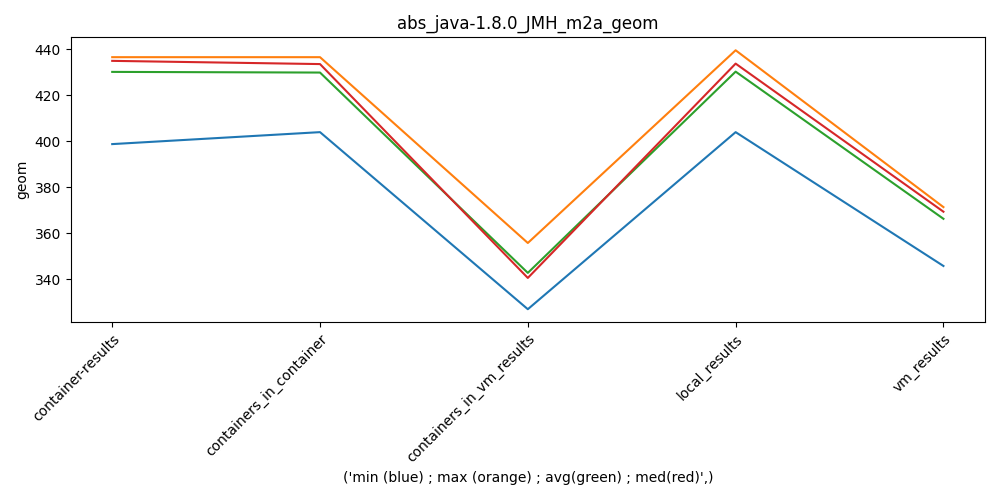 abs_java-1.8.0_JMH_m2a_geom
geom
440
420
400
380
360
340
container-results
containers_in_container
containers_in_vm_results
local_results
vm_results
('min (blue) ; max (orange) ; avg(green) ; med(red)',)